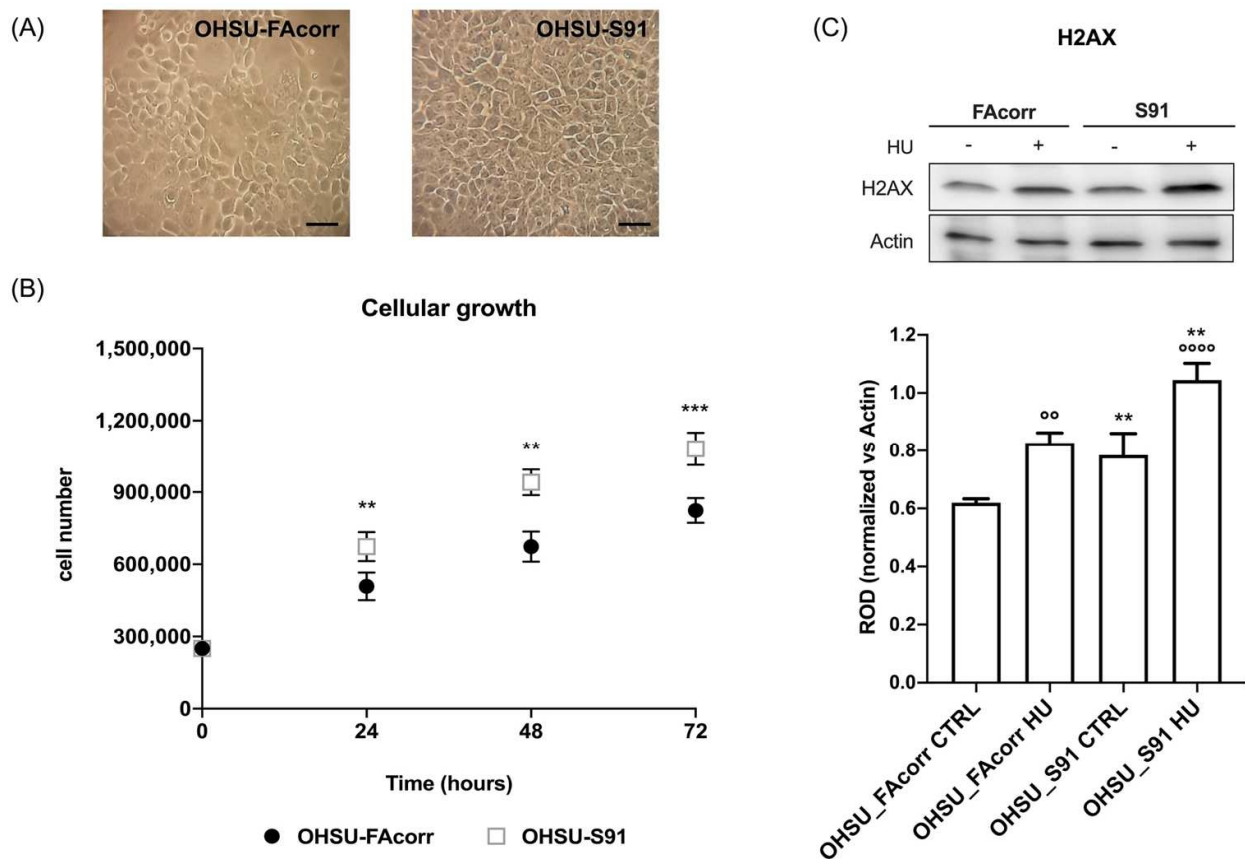 (A)
OHSU-FAcorr
OHSU-S91
(B)
Cellular growth
1,500,000
1,200,000
900,000
600,000
300,000
0
cell number
** ** ***
0 24 48 72
Time (hours)
OHSU-FAcorr OHSU-S91
(C)
H2AX
FAcorr S91
HU - + - +
H2AX
Actin
1.2
1.0
0.8
0.6
0.4
0.2
0.0
ROD (normalized vs Actin)
°°
**
**
°°°°
OHSU_FAcorr CTRL
OHSU_FAcorr HU
OHSU_S91 CTRL
OHSU_S91 HU